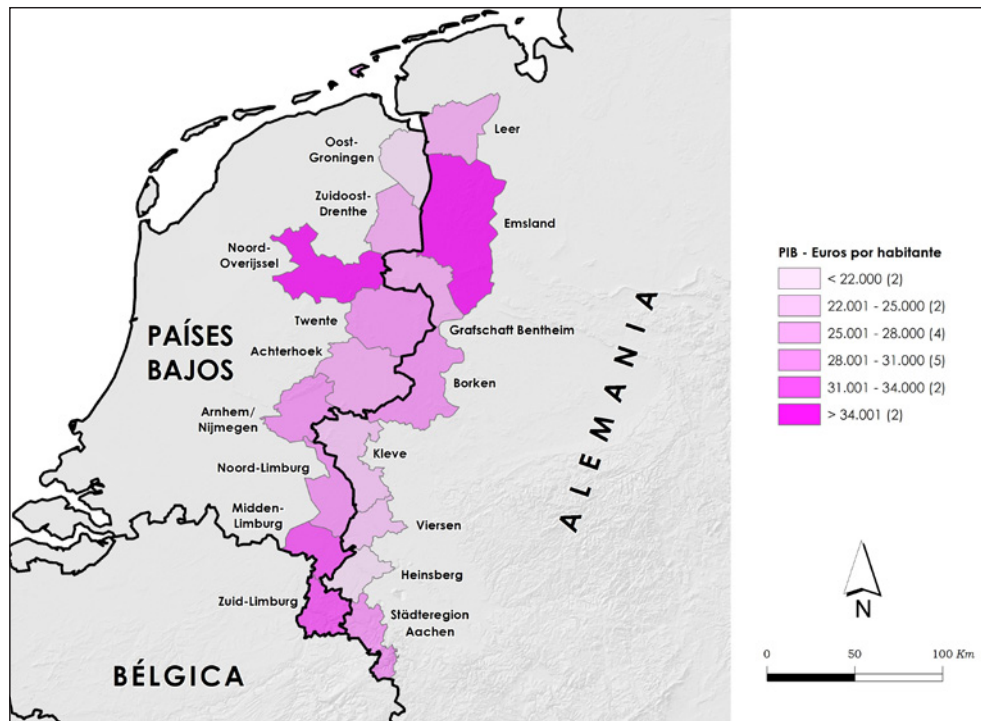 Leer
Oost-
Groningen
Zuidoost-
Drenthe
Emsland
Noord-
Overijssel
Twente
Grafschaft Bentheim
PAÍSES
BAJOS
Achterhoek
Borken
Arnhem/
Nijmegen
Kleve
Noord-Limburg
Midden-
Limburg
Viersen
Heinsberg
Zuid-Limburg
Städteregion
Aachen
BÉLGICA
ALEMANIA
PIB - Euros por habitante
< 22.000 (2)
22.001 - 25.000 (2)
25.001 - 28.000 (4)
28.001 - 31.000 (5)
31.001 - 34.000 (2)
> 34.001 (2)
N
0 50 100 Km